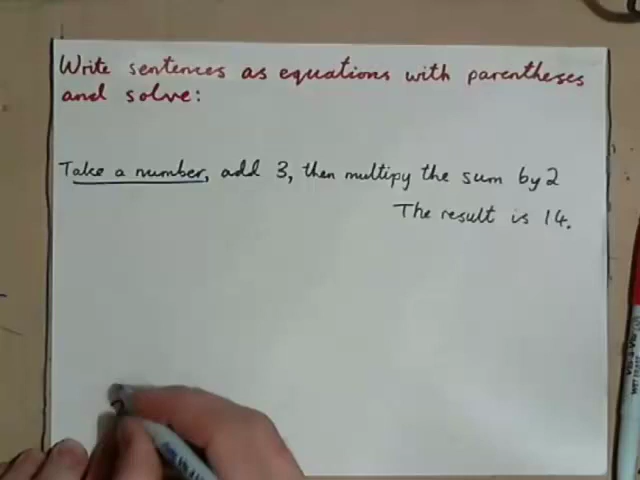 Write sentences as equations with parentheses
and solve:
Take a number, add 3, then multipy the sum by 2
The result is 14.